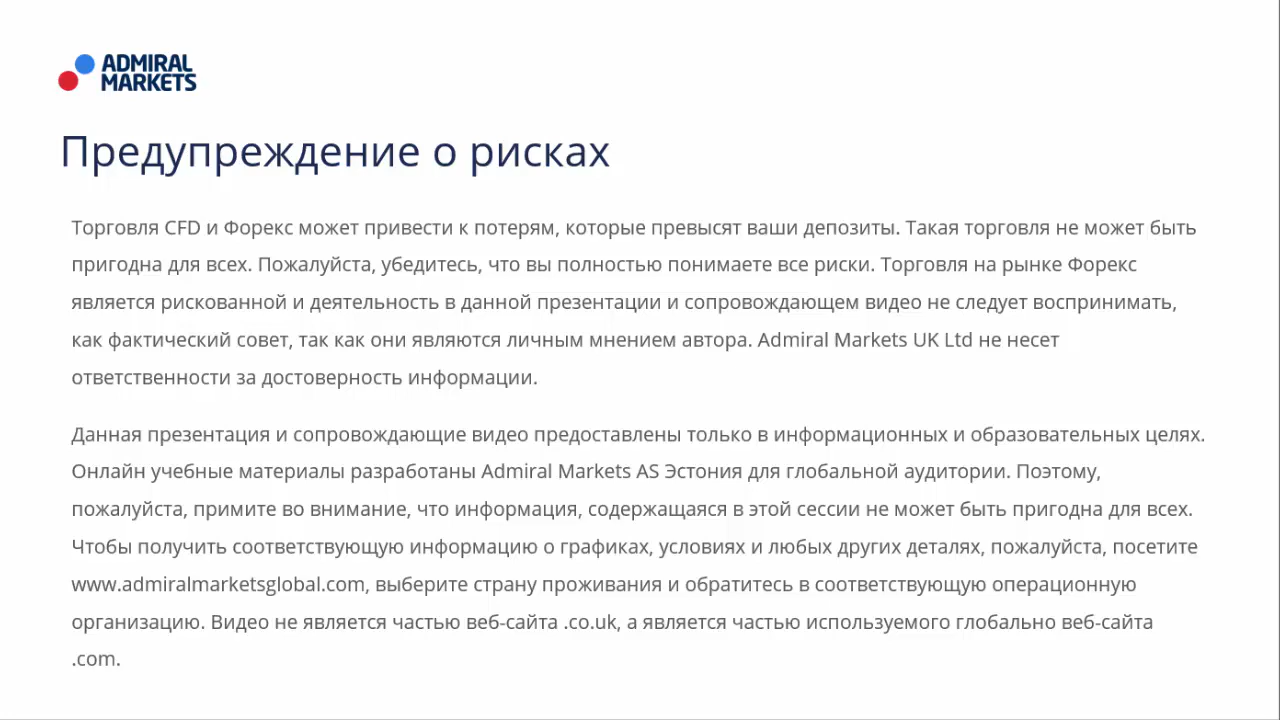 ADMIRAL
MARKETS
Предупреждение о рисках
Торговля CFD и Форекс может привести к потерям, которые превысят ваши депозиты. Такая торговля не может быть
пригодна для всех. Пожалуйста, убедитесь, что вы полностью понимаете все риски. Торговля на рынке Форекс
является рискованной и деятельность в данной презентации и сопровождающем видео не следует воспринимать,
как фактический совет, так как они являются личным мнением автора. Admiral Markets UK Ltd не несет
ответственности за достоверность информации.
Данная презентация и сопровождающие видео предоставлены только в информационных и образовательных целях.
Онлайн учебные материалы разработаны Admiral Markets AS Эстония для глобальной аудитории. Поэтому,
пожалуйста, примите во внимание, что информация, содержащаяся в этой сессии не может быть пригодна для всех.
Чтобы получить соответствующую информацию о графиках, условиях и любых других деталях, пожалуйста, посетите
www.admiralmarketsglobal.com, выберите страну проживания и обратитесь в соответствующую операционную
организацию. Видео не является частью веб-сайта .co.uk, а является частью используемого глобально веб-сайта
.com.